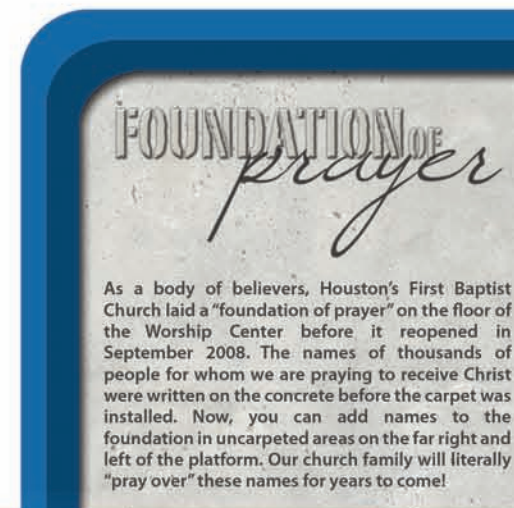 FOUNDATION OF
prayer
As a body of believers, Houston's First Baptist
Church laid a "foundation of prayer" on the floor of
the Worship Center before it reopened in
September 2008. The names of thousands of
people for whom we are praying to receive Christ
were written on the concrete before the carpet was
installed. Now, you can add names to the
foundation in uncarpeted areas on the far right and
left of the platform. Our church family will literally
"pray over" these names for years to come!